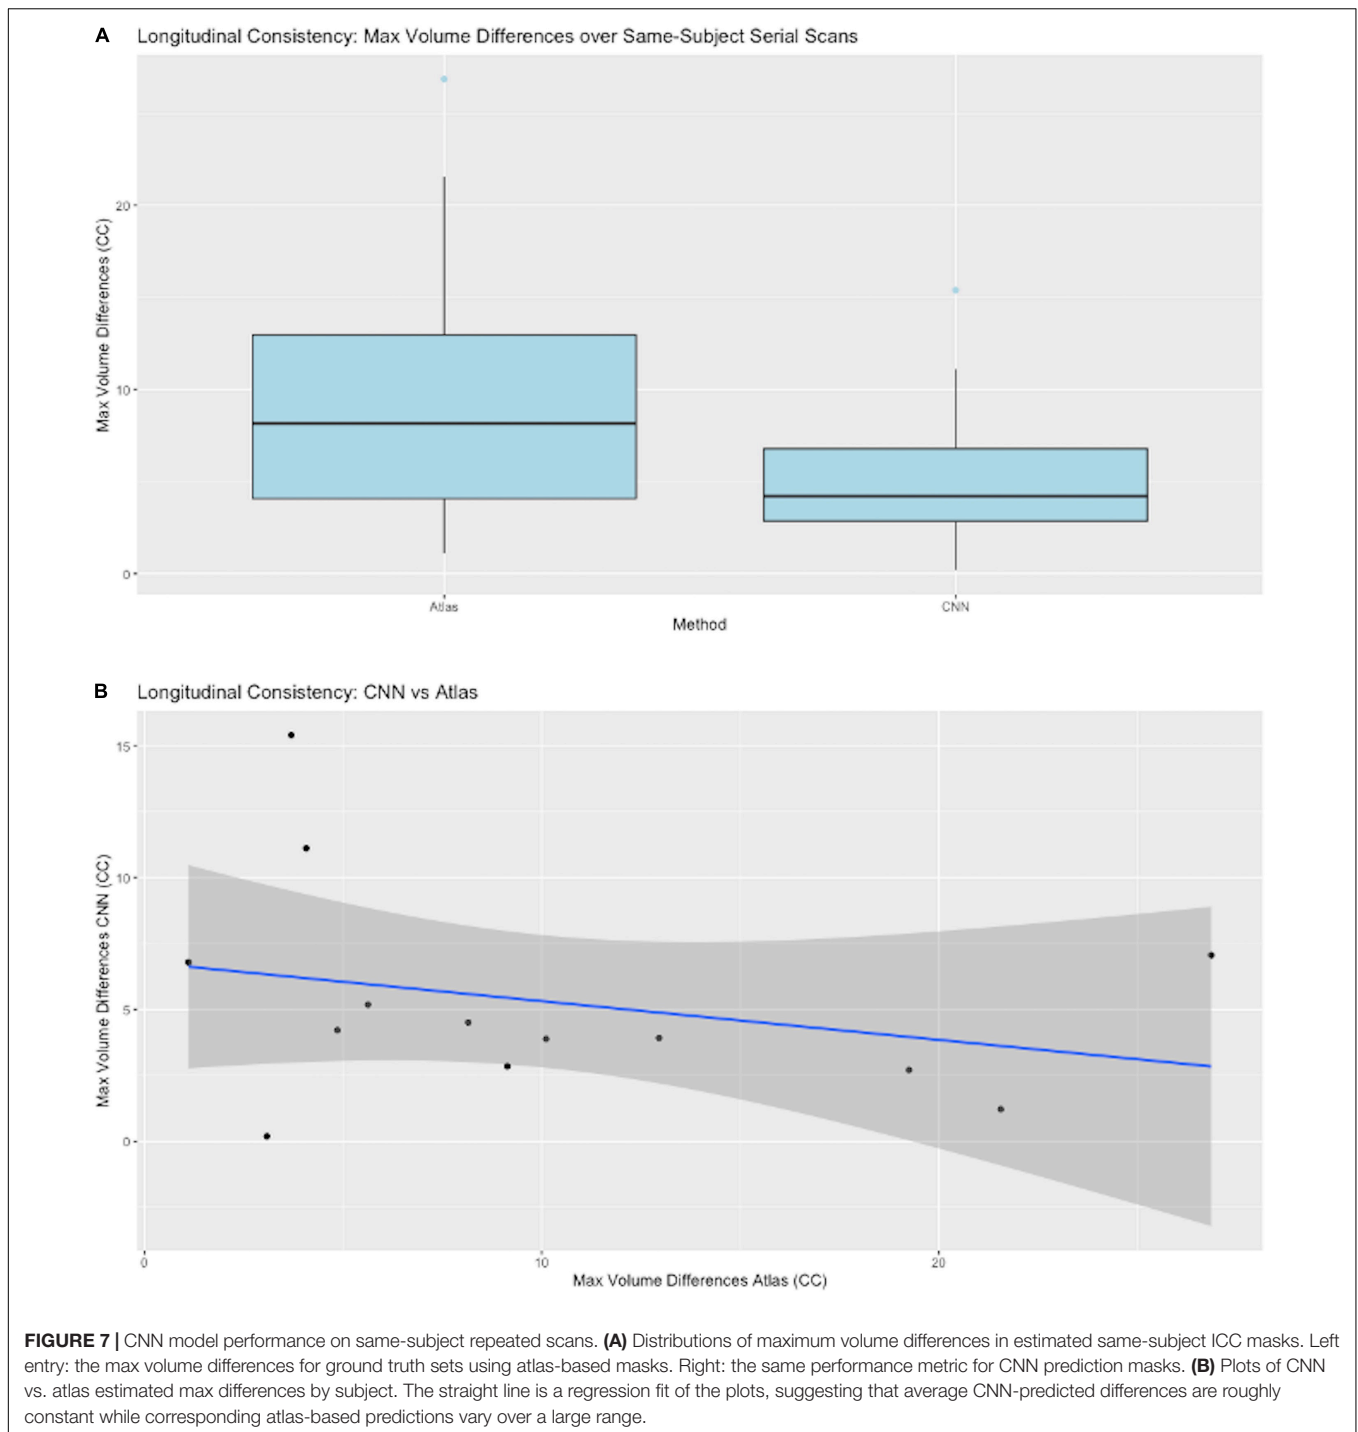 A
Longitudinal Consistency: Max Volume Differences over Same-Subject Serial Scans
Max Volume Differences (CC)
20
10
0
Atlas
CNN
Method
B
Longitudinal Consistency: CNN vs Atlas
Max Volume Differences CNN (CC)
15
10
5
0
0
10
20
Max Volume Differences Atlas (CC)
FIGURE 7 | CNN model performance on same-subject repeated scans. (A) Distributions of maximum volume differences in estimated same-subject ICC masks. Left
entry: the max volume differences for ground truth sets using atlas-based masks. Right: the same performance metric for CNN prediction masks. (B) Plots of CNN
vs. atlas estimated max differences by subject. The straight line is a regression fit of the plots, suggesting that average CNN-predicted differences are roughly
constant while corresponding atlas-based predictions vary over a large range.